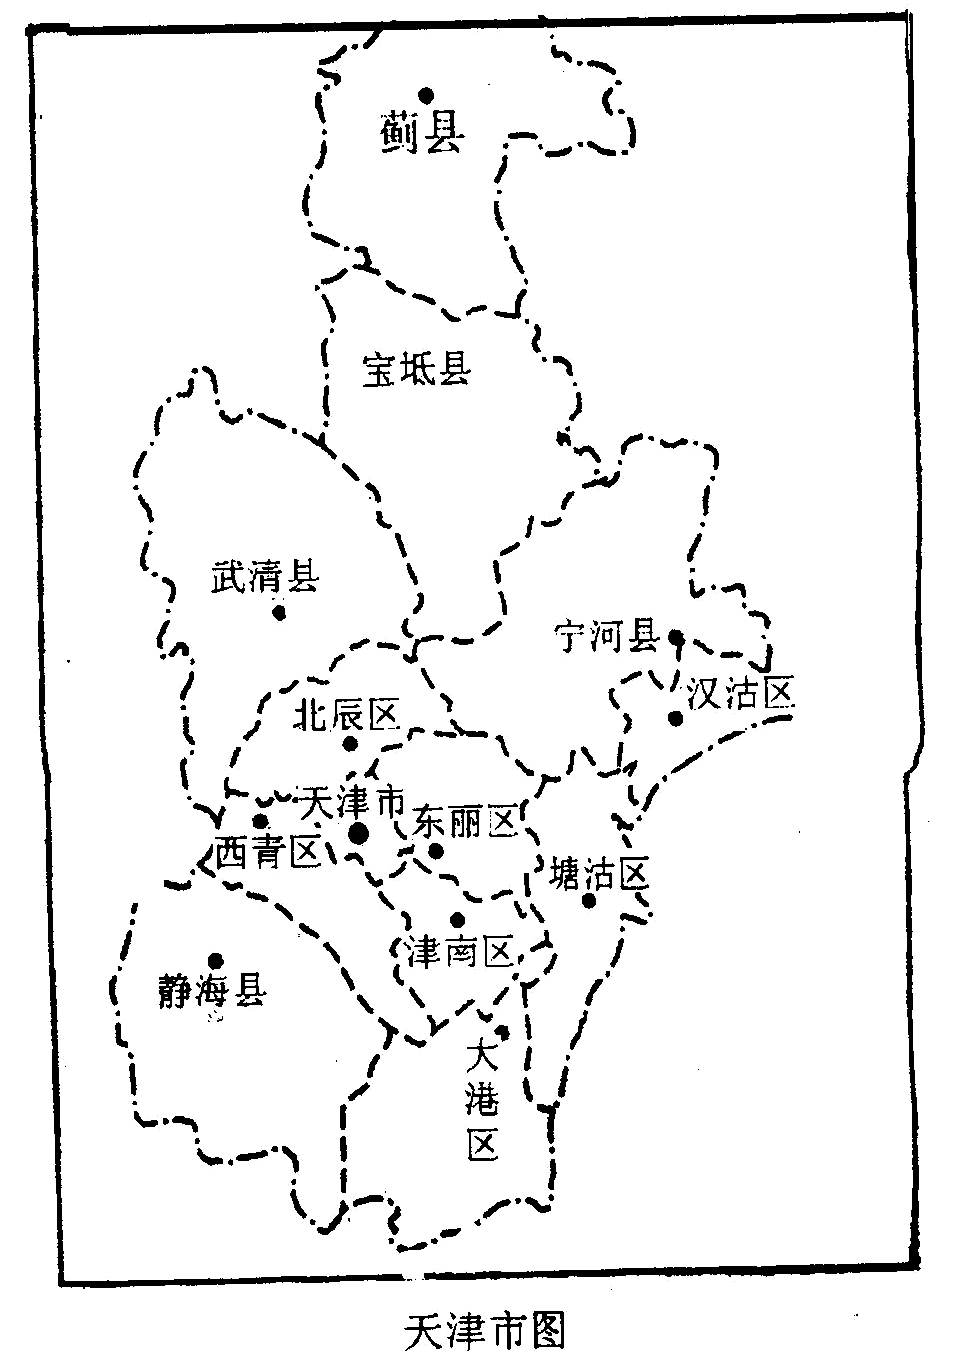 蓟县
宝坻县
武清县
宁河县
汉沽区
北辰区
天津市
东丽区
西青区
塘沽区
津南区
静海县
大港区
天津市图